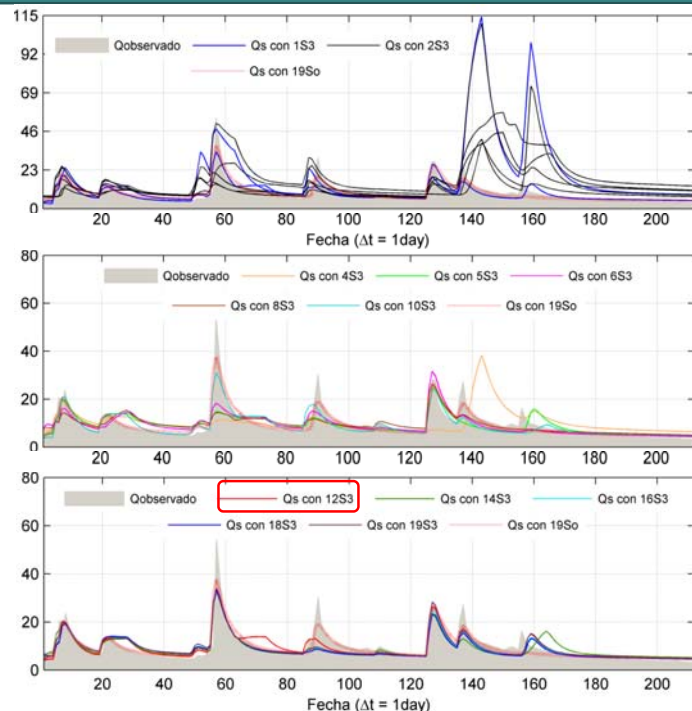 115
92
69
46
23
0
Qobservado Qs con 1S3 Qs con 2S3
Qs con 19So
20 40 60 80 100 120 140 160 180 200
Fecha (Δt = 1day)
80
60
40
20
0
Qobservado Qs con 4S3 Qs con 5S3 Qs con 6S3
Qs con 8S3 Qs con 10S3 Qs con 19So
20 40 60 80 100 120 140 160 180 200
80
60
40
20
0
Qobservado Qs con 12S3 Qs con 14S3 Qs con 16S3
Qs con 18S3 Qs con 19S3 Qs con 19So
20 40 60 80 100 120 140 160 180 200
Fecha (Δt = 1day)